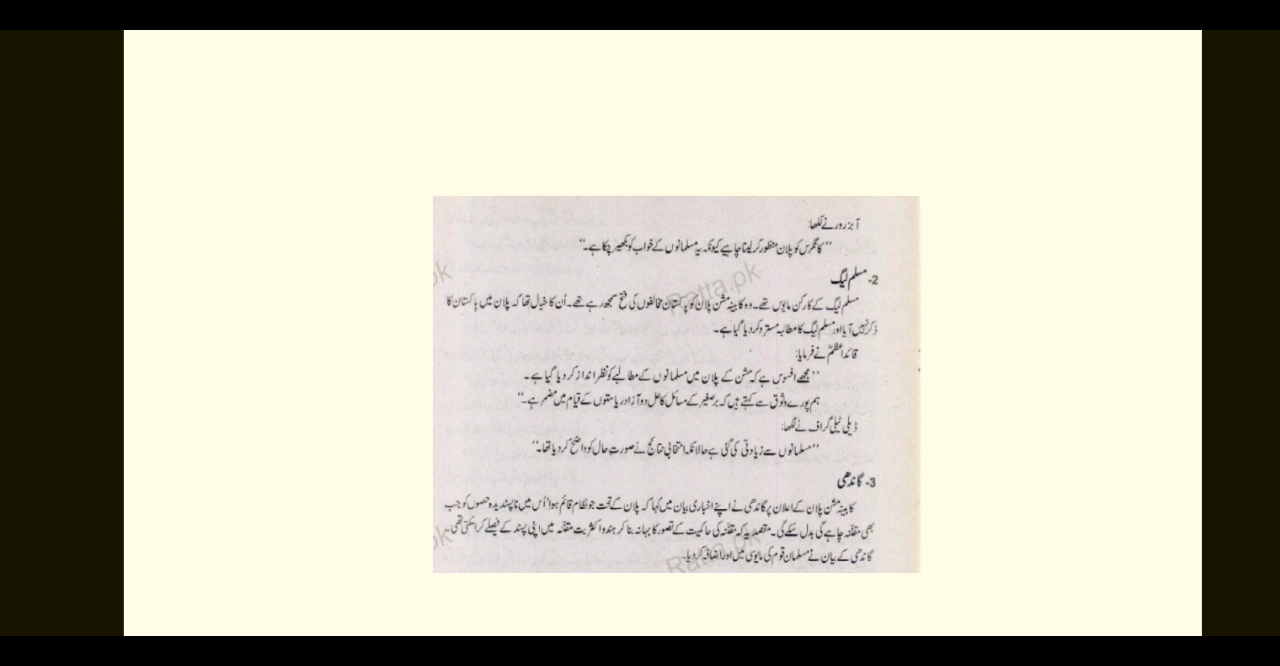 آبزرور نے لکھا:
"کانگرس کو پلان منظور کر لینا چاہیے کیونکہ یہ مسلمانوں کے خواب کو بکھیر چکا ہے۔"
2- مسلم لیگ
مسلم لیگ کے کارکن مایوس تھے۔ وہ کابینہ مشن پلان کو پاکستان مخالفوں کی فتح سمجھ رہے تھے۔ اُن کا خیال تھا کہ پلان میں پاکستان کا
ذکر نہیں آیا اور مسلم لیگ کا مطالبہ مسترد کر دیا گیا ہے۔
قائداعظمؒ نے فرمایا:
"مجھے افسوس ہے کہ مشن کے پلان میں مسلمانوں کے مطالبے کو نظر انداز کر دیا گیا ہے۔
ہم پورے وثوق سے کہتے ہیں کہ برصغیر کے مسائل کا حل دو آزاد ریاستوں کے قیام میں مضمر ہے۔"
ڈیلی ٹیلی گراف نے لکھا:
"مسلمانوں سے زیادتی کی گئی ہے حالانکہ انتخابی نتائج نے صورتِ حال کو واضح کر دیا تھا۔"
3- گاندھی
کابینہ مشن پلان کے اعلان پر گاندھی نے اپنے اخباری بیان میں کہا کہ پلان کے تحت جو نظام قائم ہوا اُس میں ناپسندیدہ حصوں کو جب
بھی مقننہ چاہے گی بدل سکے گی۔ مقصد یہ کہ مقننہ کی حاکمیت کے تصور کا بہانہ بنا کر ہندو اکثریت مقننہ میں اپنی پسند کے فیصلے کرا سکتی تھی۔
گاندھی کے بیان نے مسلمان قوم کی مایوسی میں اور اضافہ کر دیا۔
Ratta.pk
Ratta.pk